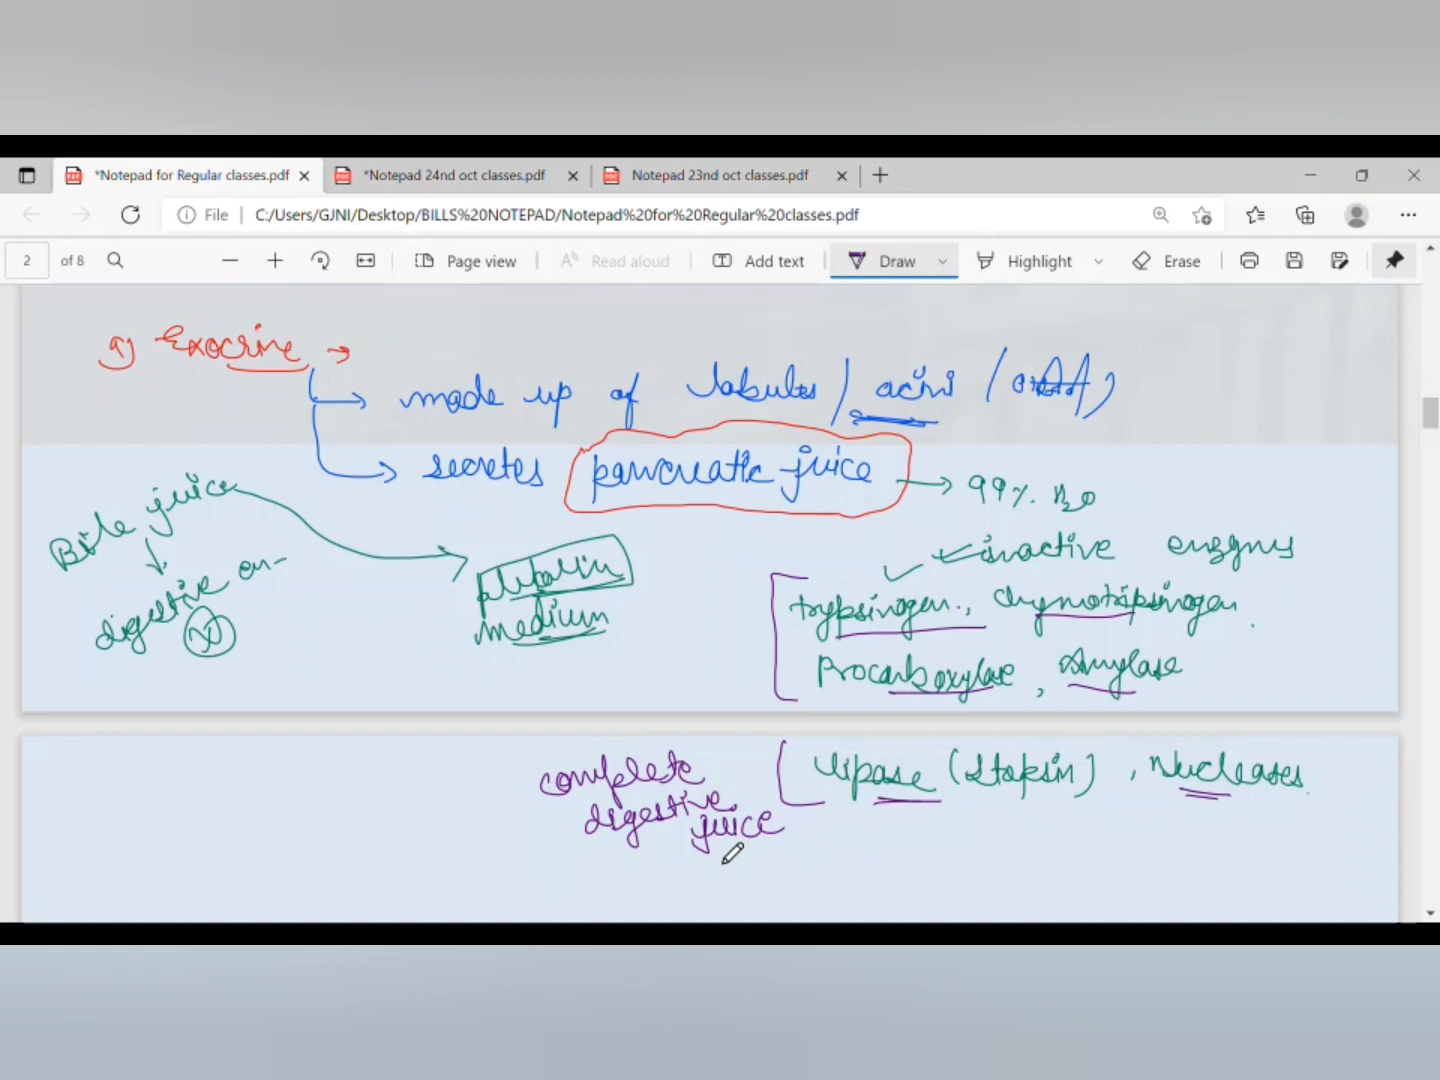 *Notepad for Regular classes.pdf
*Notepad 24nd oct classes.pdf
Notepad 23nd oct classes.pdf
File
C:/Users/GJNI/Desktop/BILLS%20NOTEPAD/Notepad%20for%20Regular%20classes.pdf
2 of 8
Page view
Read aloud
Add text
Draw
Highlight
Erase
a) Exocrine →
made up of lobules / acini /
secretes pancreatic juice → 99% H2O
Bile juice
digestive en-
X
medium
inactive enzymes
trypsinogen, chymotripsinogen.
Procarboxylase, Amylase
complete digestive juice
lipase (Stapsin), Nucleases.